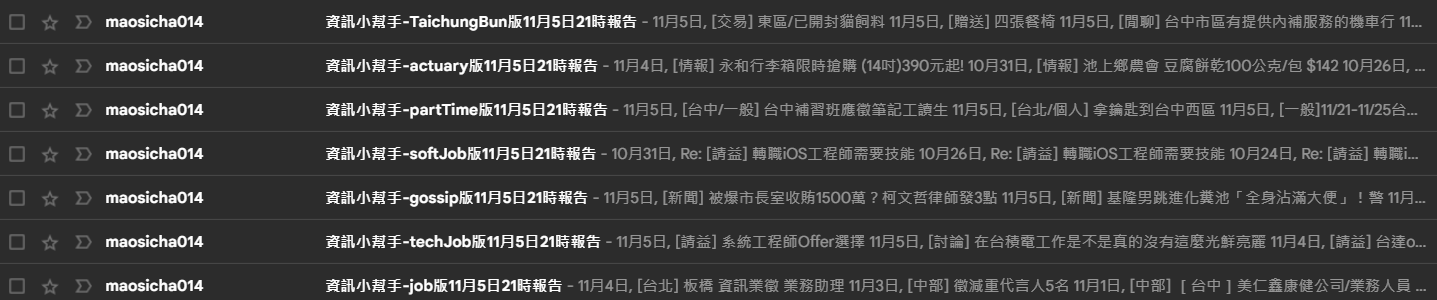 maosicha014 資訊小幫手-TaichungBun版11月5日21時報告 - 11月5日, [交易] 東區/已開封貓飼料 11月5日, [贈送] 四張餐椅 11月5日, [閒聊] 台中市區有提供內補服務的機車行 11...
maosicha014 資訊小幫手-actuary版11月5日21時報告 - 11月4日, [情報] 永和行李箱限時搶購 (14吋)390元起! 10月31日, [情報] 池上鄉農會 豆腐餅乾100公克/包 $142 10月26日, ...
maosicha014 資訊小幫手-partTime版11月5日21時報告 - 11月5日, [台中/一般] 台中補習班應徵筆記工讀生 11月5日, [台北/個人] 拿鑰匙到台中西區 11月5日, [一般]11/21-11/25台...
maosicha014 資訊小幫手-softJob版11月5日21時報告 - 10月31日, Re: [請益] 轉職iOS工程師需要技能 10月26日, Re: [請益] 轉職iOS工程師需要技能 10月24日, Re: [請益] 轉職i...
maosicha014 資訊小幫手-gossip版11月5日21時報告 - 11月5日, [新聞] 被爆市長室收賄1500萬？柯文哲律師發3點 11月5日, [新聞] 基隆男跳進化糞池「全身沾滿大便」！警 11月...
maosicha014 資訊小幫手-techJob版11月5日21時報告 - 11月5日, [請益] 系統工程師Offer選擇 11月5日, [討論] 在台積電工作是不是真的沒有這麼光鮮亮麗 11月4日, [請益] 台達o...
maosicha014 資訊小幫手-job版11月5日21時報告 - 11月4日, [台北] 板橋 資訊業徵 業務助理 11月3日, [中部] 徵減重代言人5名 11月1日, [中部]［台中］美仁鑫康健公司/業務人員 ...